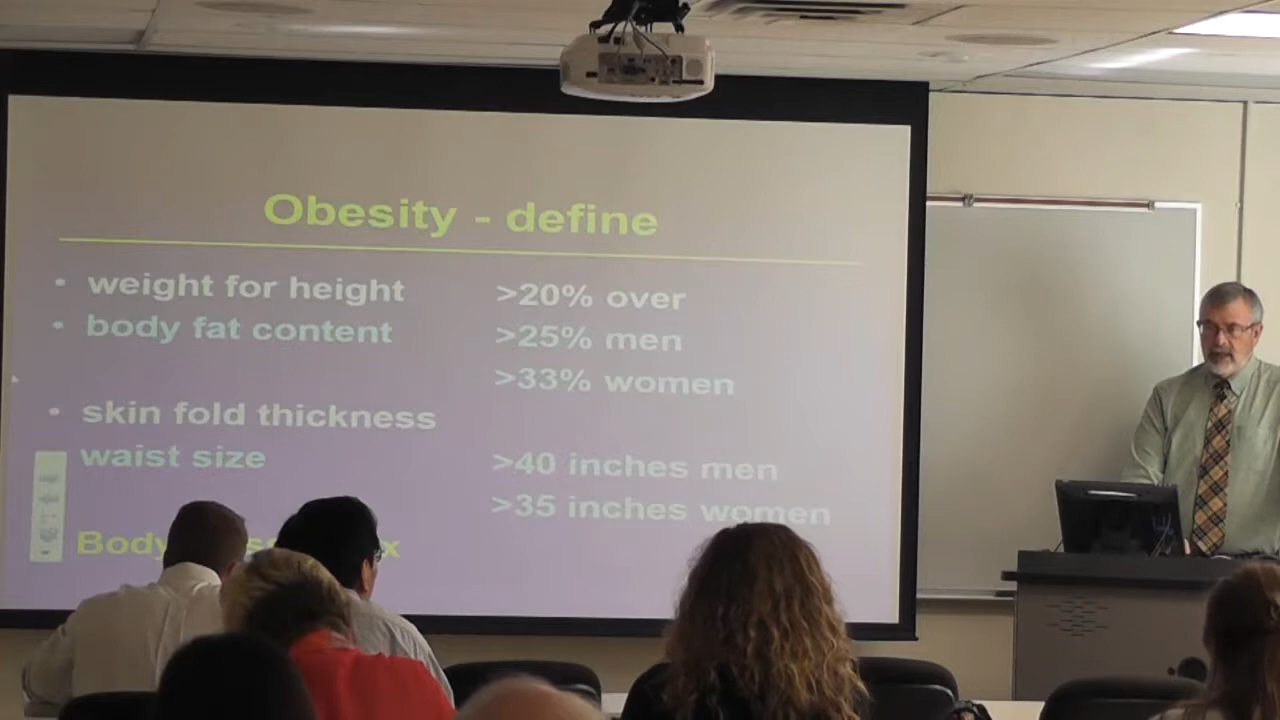 Obesity - define
• weight for height >20% over
• body fat content >25% men
>33% women
• skin fold thickness
waist size >40 inches men
>35 inches women
Body